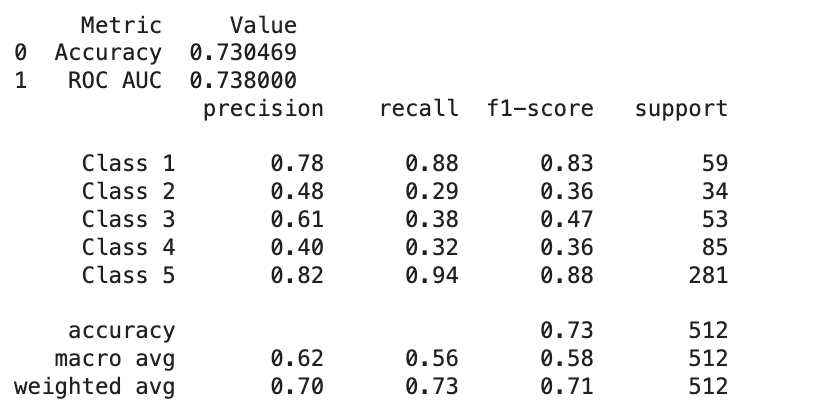 Metric Value
0 Accuracy 0.730469
1 ROC AUC 0.738000
precision recall f1-score support
Class 1 0.78 0.88 0.83 59
Class 2 0.48 0.29 0.36 34
Class 3 0.61 0.38 0.47 53
Class 4 0.40 0.32 0.36 85
Class 5 0.82 0.94 0.88 281
accuracy 0.73 512
macro avg 0.62 0.56 0.58 512
weighted avg 0.70 0.73 0.71 512